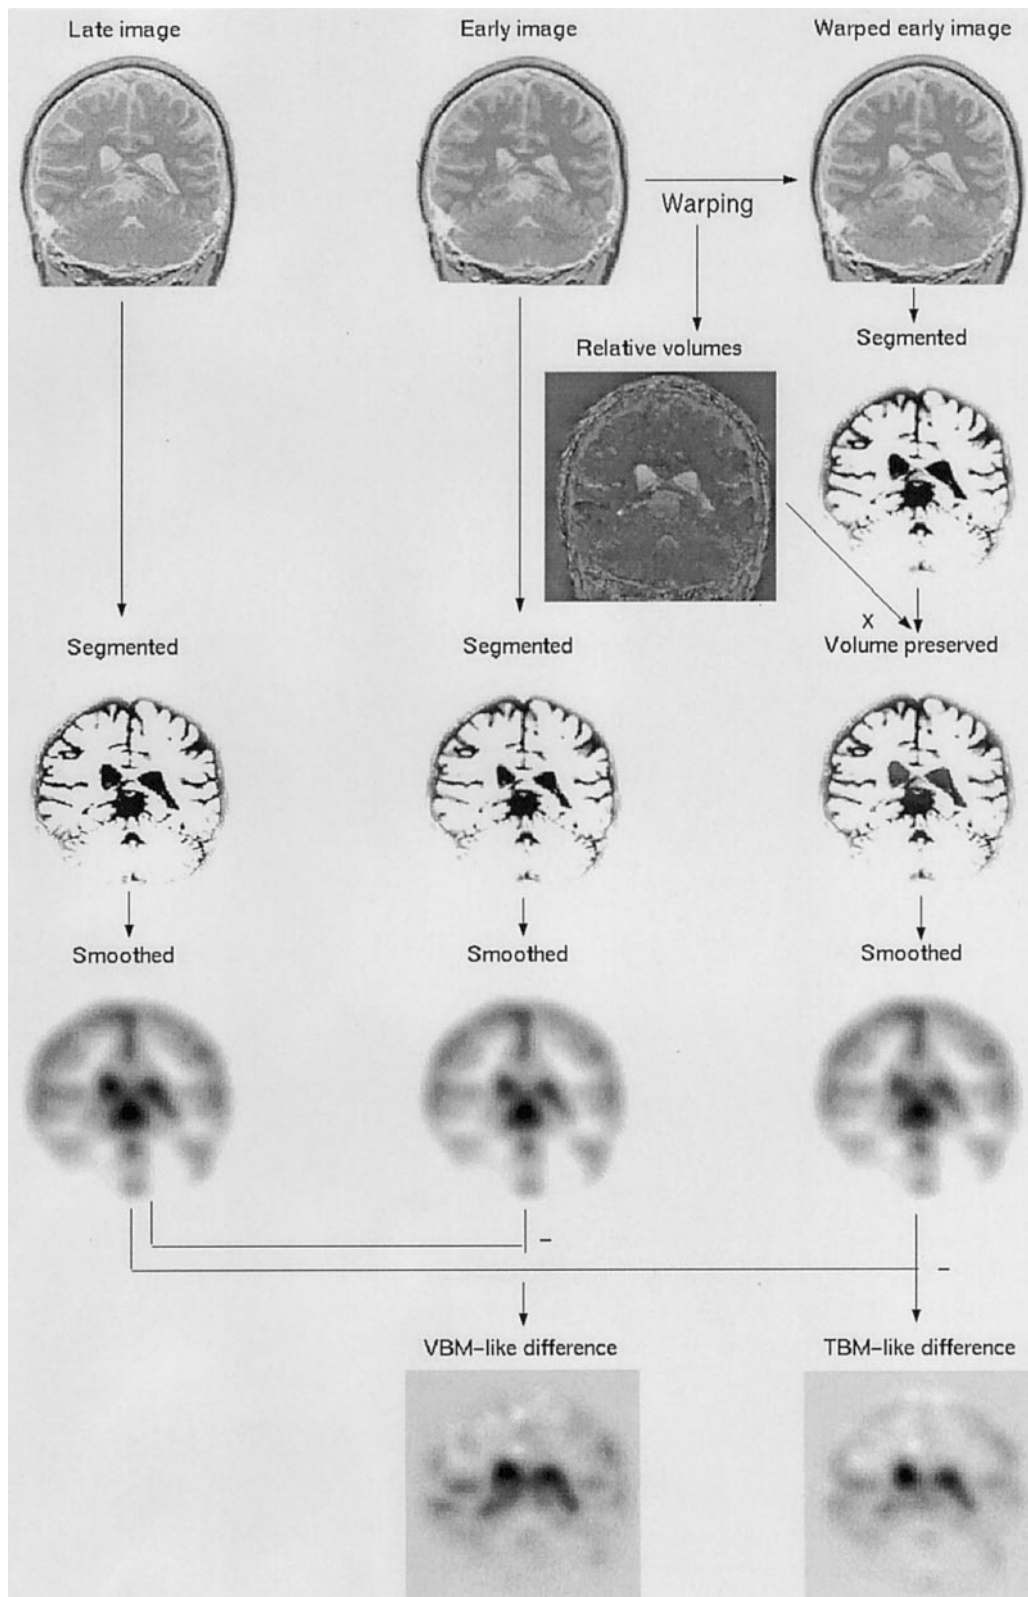 Late image
Early image
Warped early image
Warping
Relative volumes
Segmented
X
Segmented
Segmented
Volume preserved
Smoothed
Smoothed
Smoothed
–
–
VBM–like difference
TBM–like difference